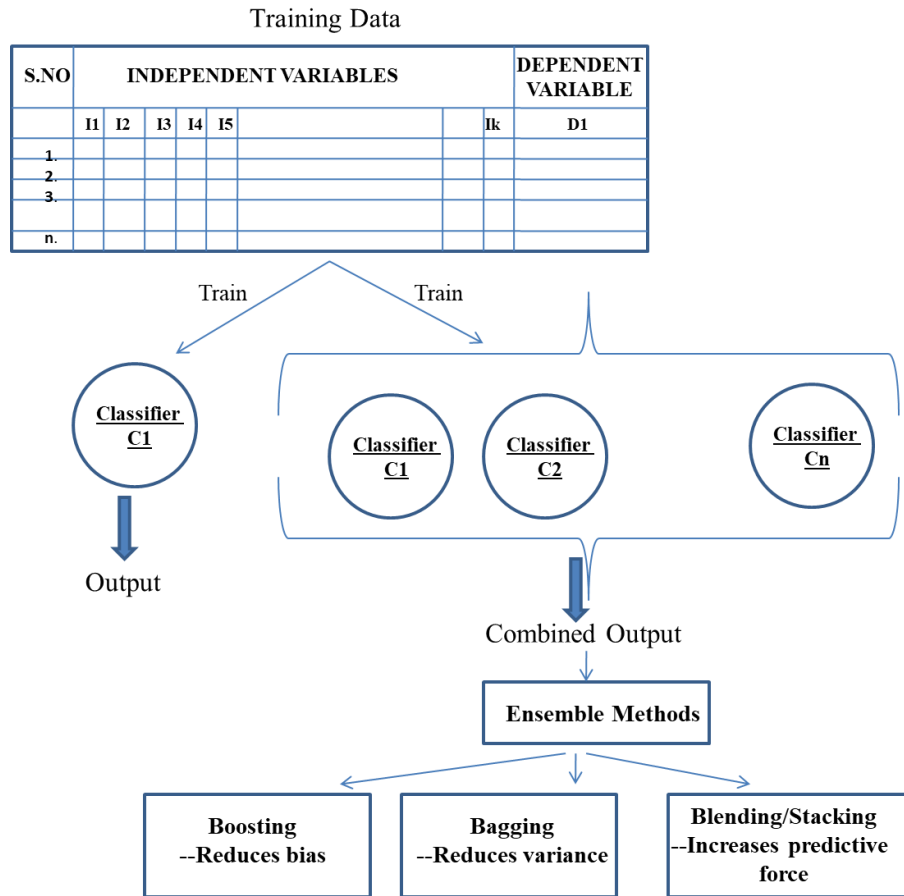 Training Data
S.NO
INDEPENDENT VARIABLES
DEPENDENT
VARIABLE
I1 I2 I3 I4 I5 Ik D1
1.
2.
3.
n.
Train
Train
Classifier
C1
Classifier
C1
Classifier
C2
Classifier
Cn
Output
Combined Output
Ensemble Methods
Boosting
--Reduces bias
Bagging
--Reduces variance
Blending/Stacking
--Increases predictive
force